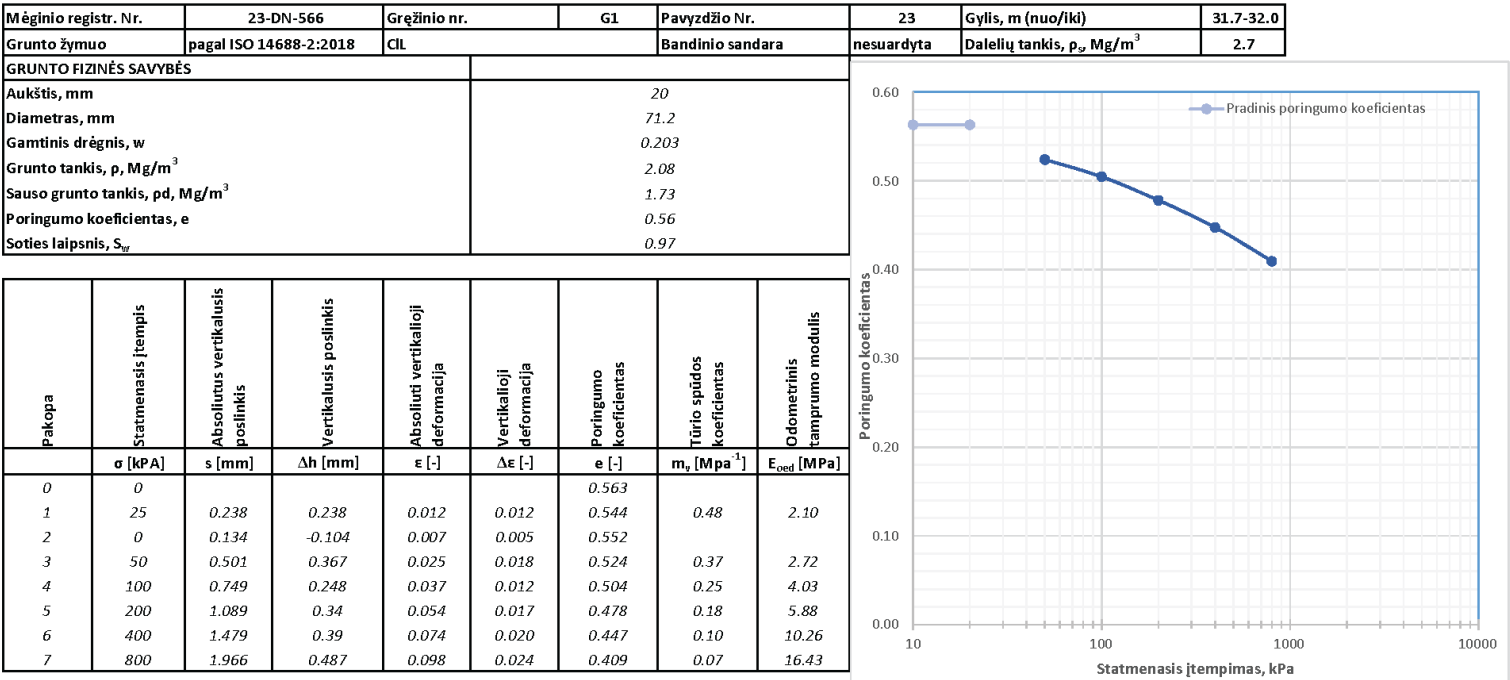 Mėginio registr. Nr. 23-DN-566 Gręžinio nr. G1 Pavyzdžio Nr. 23 Gylis, m (nuo/iki) 31.7-32.0
Grunto žymuo pagal ISO 14688-2:2018 ClL Bandinio sandara nesuardyta Dalelių tankis, ρs, Mg/m³ 2.7
GRUNTO FIZINĖS SAVYBĖS
Aukštis, mm 20
Diametras, mm 71.2
Gamtinis drėgnis, w 0.203
Grunto tankis, ρ, Mg/m³ 2.08
Sauso grunto tankis, ρd, Mg/m³ 1.73
Poringumo koeficientas, e 0.56
Soties laipsnis, Sw 0.97
Pakopa
Statmenasis įtempis
Absoliutus vertikalusis
poslinkis
Vertikalusis poslinkis
Absoliuti vertikalioji
deformacija
Vertikalioji
deformacija
Poringumo
koeficientas
Tūrio spūdos
koeficientas
Odometrinis
tamprumo modulis
σ [kPA] s [mm] Δh [mm] ε [-] Δε [-] e [-] mv [Mpa⁻¹] Eoed [MPa]
0 0 0.563
1 25 0.238 0.238 0.012 0.012 0.544 0.48 2.10
2 0 0.134 -0.104 0.007 0.005 0.552
3 50 0.501 0.367 0.025 0.018 0.524 0.37 2.72
4 100 0.749 0.248 0.037 0.012 0.504 0.25 4.03
5 200 1.089 0.34 0.054 0.017 0.478 0.18 5.88
6 400 1.479 0.39 0.074 0.020 0.447 0.10 10.26
7 800 1.966 0.487 0.098 0.024 0.409 0.07 16.43
Pradinis poringumo koeficientas
Poringumo koeficientas
0.60
0.50
0.40
0.30
0.20
0.10
0.00
10 100 1000 10000
Statmenasis įtempimas, kPa